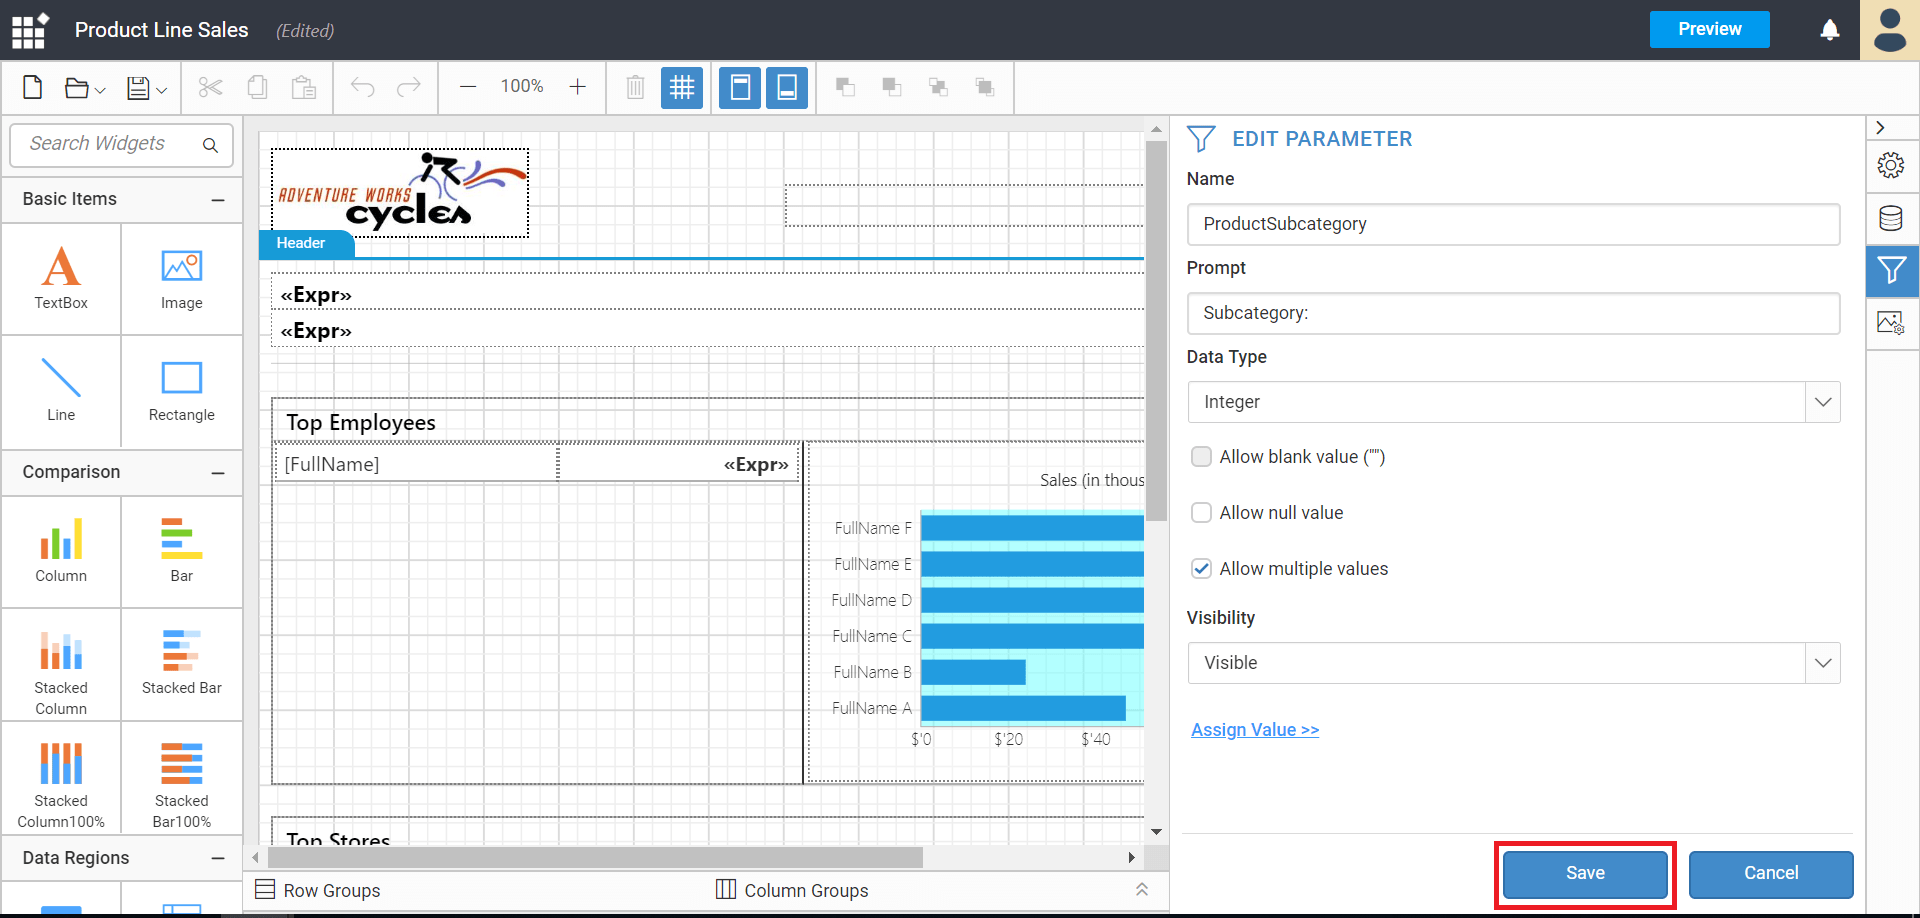 Product Line Sales (Edited)
Preview
100%
Search Widgets
Basic Items
TextBox
Image
Line
Rectangle
Comparison
Column
Bar
Stacked
Column
Stacked Bar
Stacked
Column100%
Stacked
Bar100%
Data Regions
ADVENTURE WORKS
cycles
Header
«Expr»
«Expr»
Top Employees
[FullName]
«Expr»
Sales (in thous
FullName F
FullName E
FullName D
FullName C
FullName B
FullName A
$'0 $'20 $'40
Top Stores
Row Groups
Column Groups
EDIT PARAMETER
Name
ProductSubcategory
Prompt
Subcategory:
Data Type
Integer
Allow blank value ("")
Allow null value
Allow multiple values
Visibility
Visible
Assign Value >>
Save
Cancel